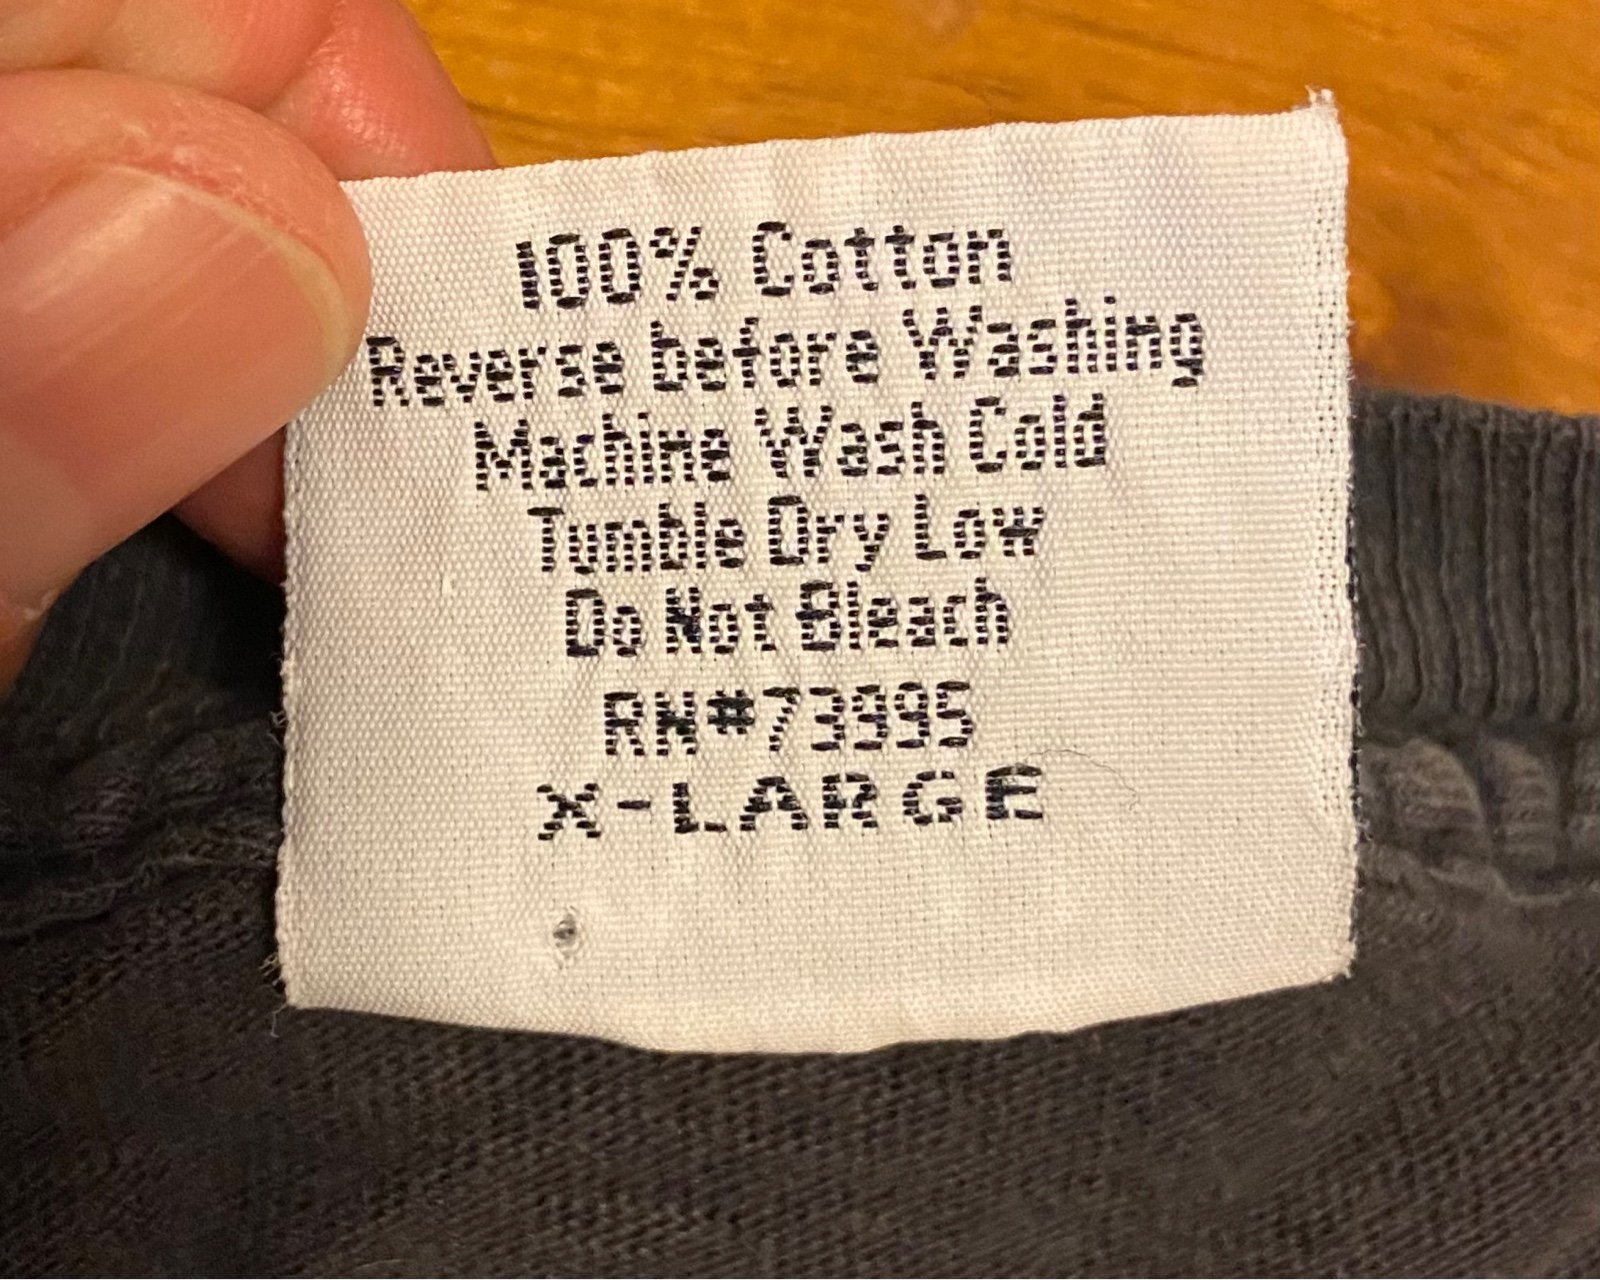 100% Cotton
Reverse before Washing
Machine Wash Cold
Tumble Dry Low
Do Not Bleach
RN#73995
X-LARGE